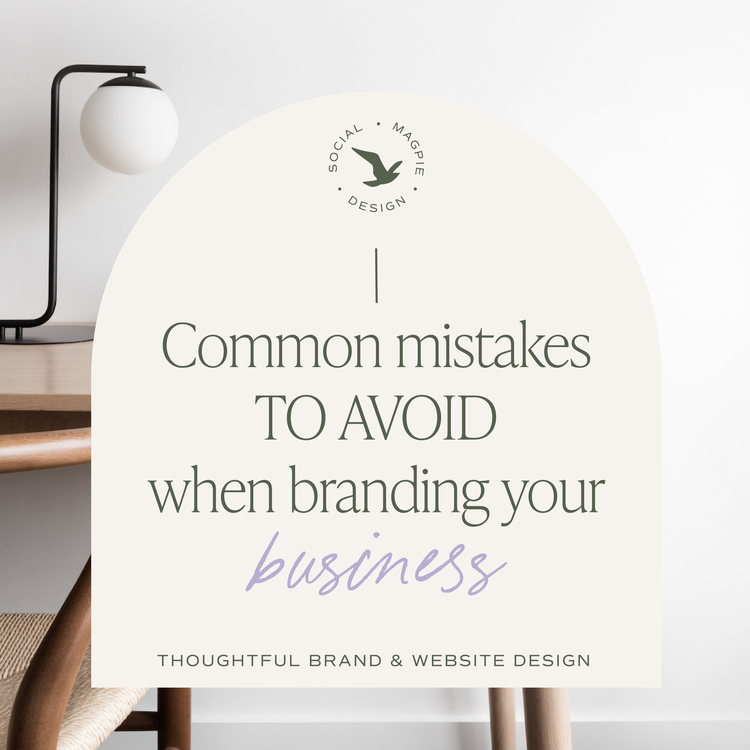 SOCIAL • MAGPIE • DESIGN •
Common mistakes
TO AVOID
when branding your
business
THOUGHTFUL BRAND & WEBSITE DESIGN